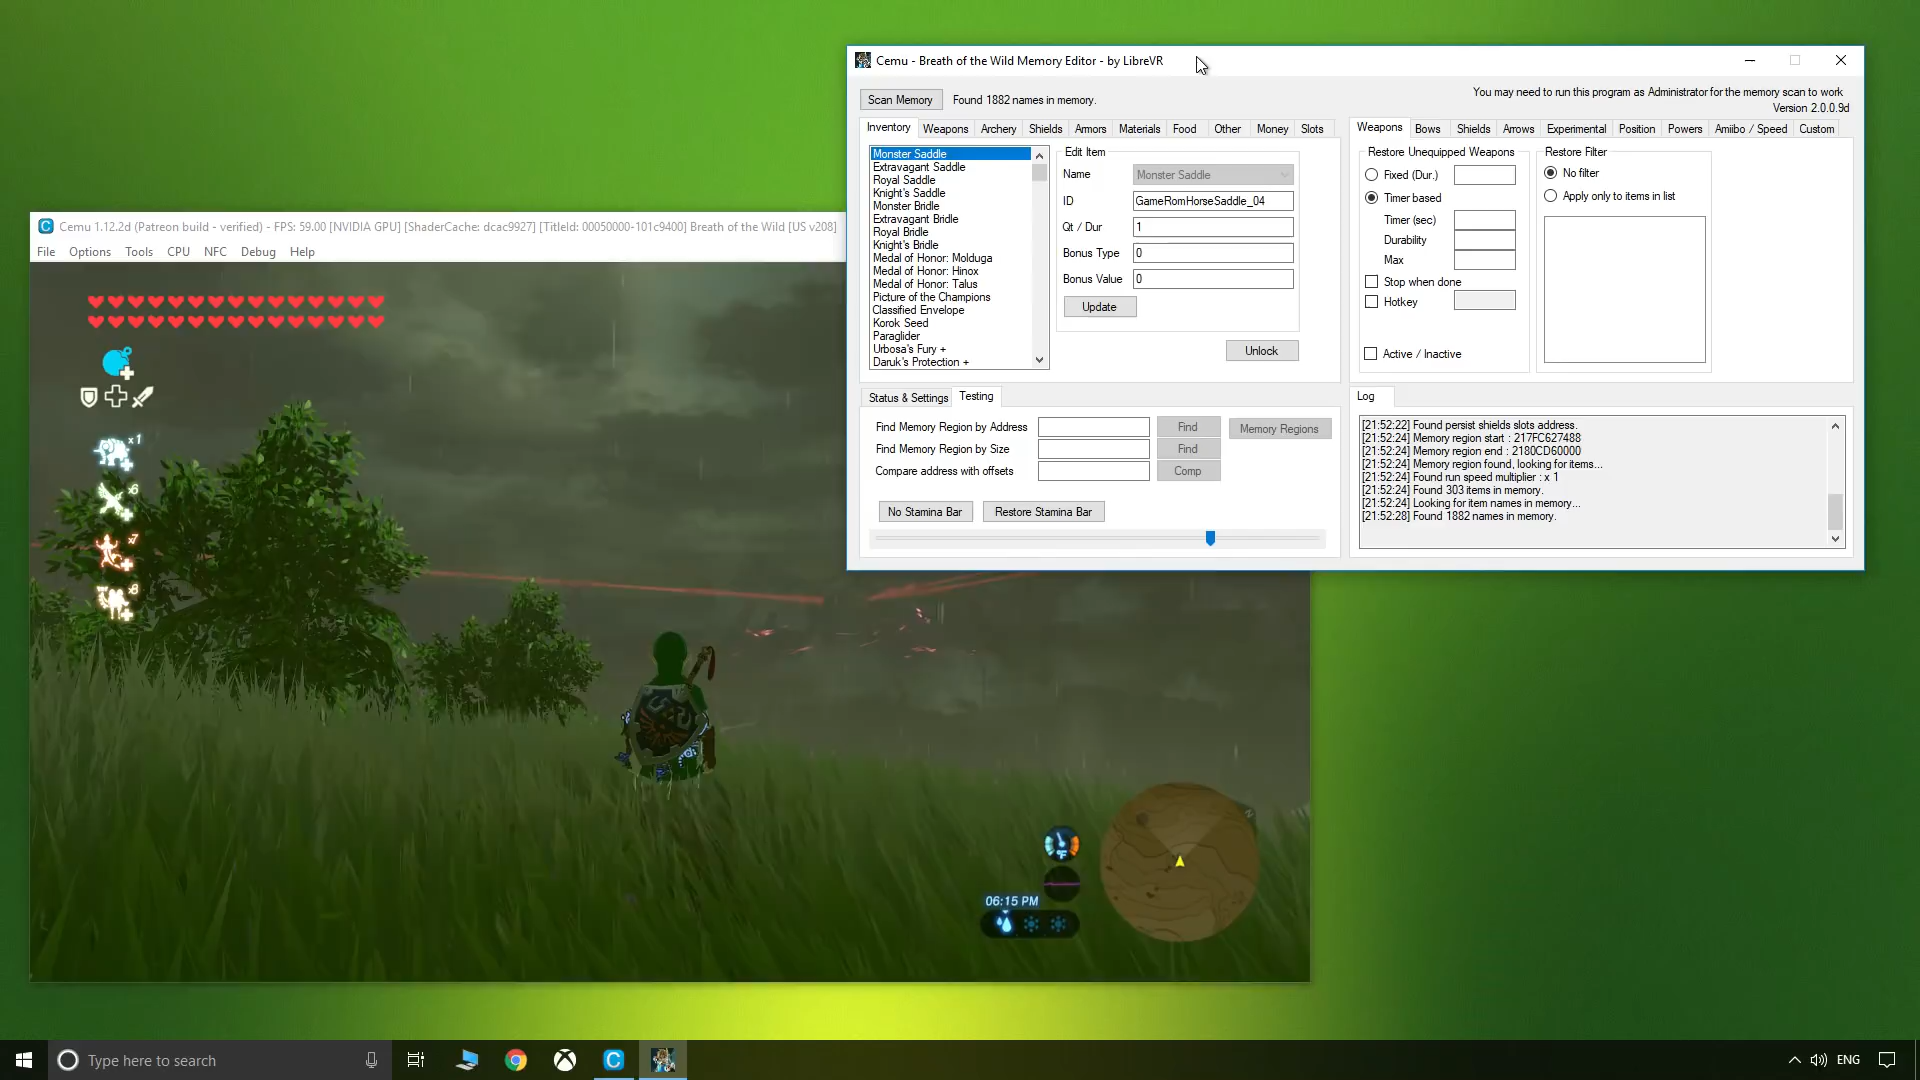 Cemu - Breath of the Wild Memory Editor - by LibreVR
Scan Memory
Found 1882 names in memory.
You may need to run this program as Administrator for the memory scan to work
Version 2.0.0.9d
Inventory Weapons Archery Shields Armors Materials Food Other Money Slots
Monster Saddle
Extravagant Saddle
Royal Saddle
Knight's Saddle
Monster Bridle
Extravagant Bridle
Royal Bridle
Knight's Bridle
Medal of Honor: Molduga
Medal of Honor: Hinox
Medal of Honor: Talus
Picture of the Champions
Classified Envelope
Korok Seed
Paraglider
Urbosa's Fury +
Daruk's Protection +
Edit Item
Name Monster Saddle
ID GameRomHorseSaddle_04
Qt / Dur 1
Bonus Type 0
Bonus Value 0
Update
Unlock
Weapons Bows Shields Arrows Experimental Position Powers Amiibo / Speed Custom
Restore Unequipped Weapons
Fixed (Dur.)
Timer based
Timer (sec)
Durability
Max
Stop when done
Hotkey
Active / Inactive
Restore Filter
No filter
Apply only to items in list
Status & Settings Testing
Find Memory Region by Address Find Memory Regions
Find Memory Region by Size Find
Compare address with offsets Comp
No Stamina Bar Restore Stamina Bar
Log
[21:52:22] Found persist shields slots address.
[21:52:24] Memory region start : 217FC627488
[21:52:24] Memory region end : 2180CD60000
[21:52:24] Memory region found, looking for items...
[21:52:24] Found run speed multiplier : x 1
[21:52:24] Found 303 items in memory.
[21:52:24] Looking for item names in memory...
[21:52:28] Found 1882 names in memory.
Cemu 1.12.2d (Patreon build - verified) - FPS: 59.00 [NVIDIA GPU] [ShaderCache: dcac9927] [TitleId: 00050000-101c9400] Breath of the Wild [US v208]
File Options Tools CPU NFC Debug Help
x1
x6
x7
x8
°F
N
06:15 PM
Type here to search
ENG